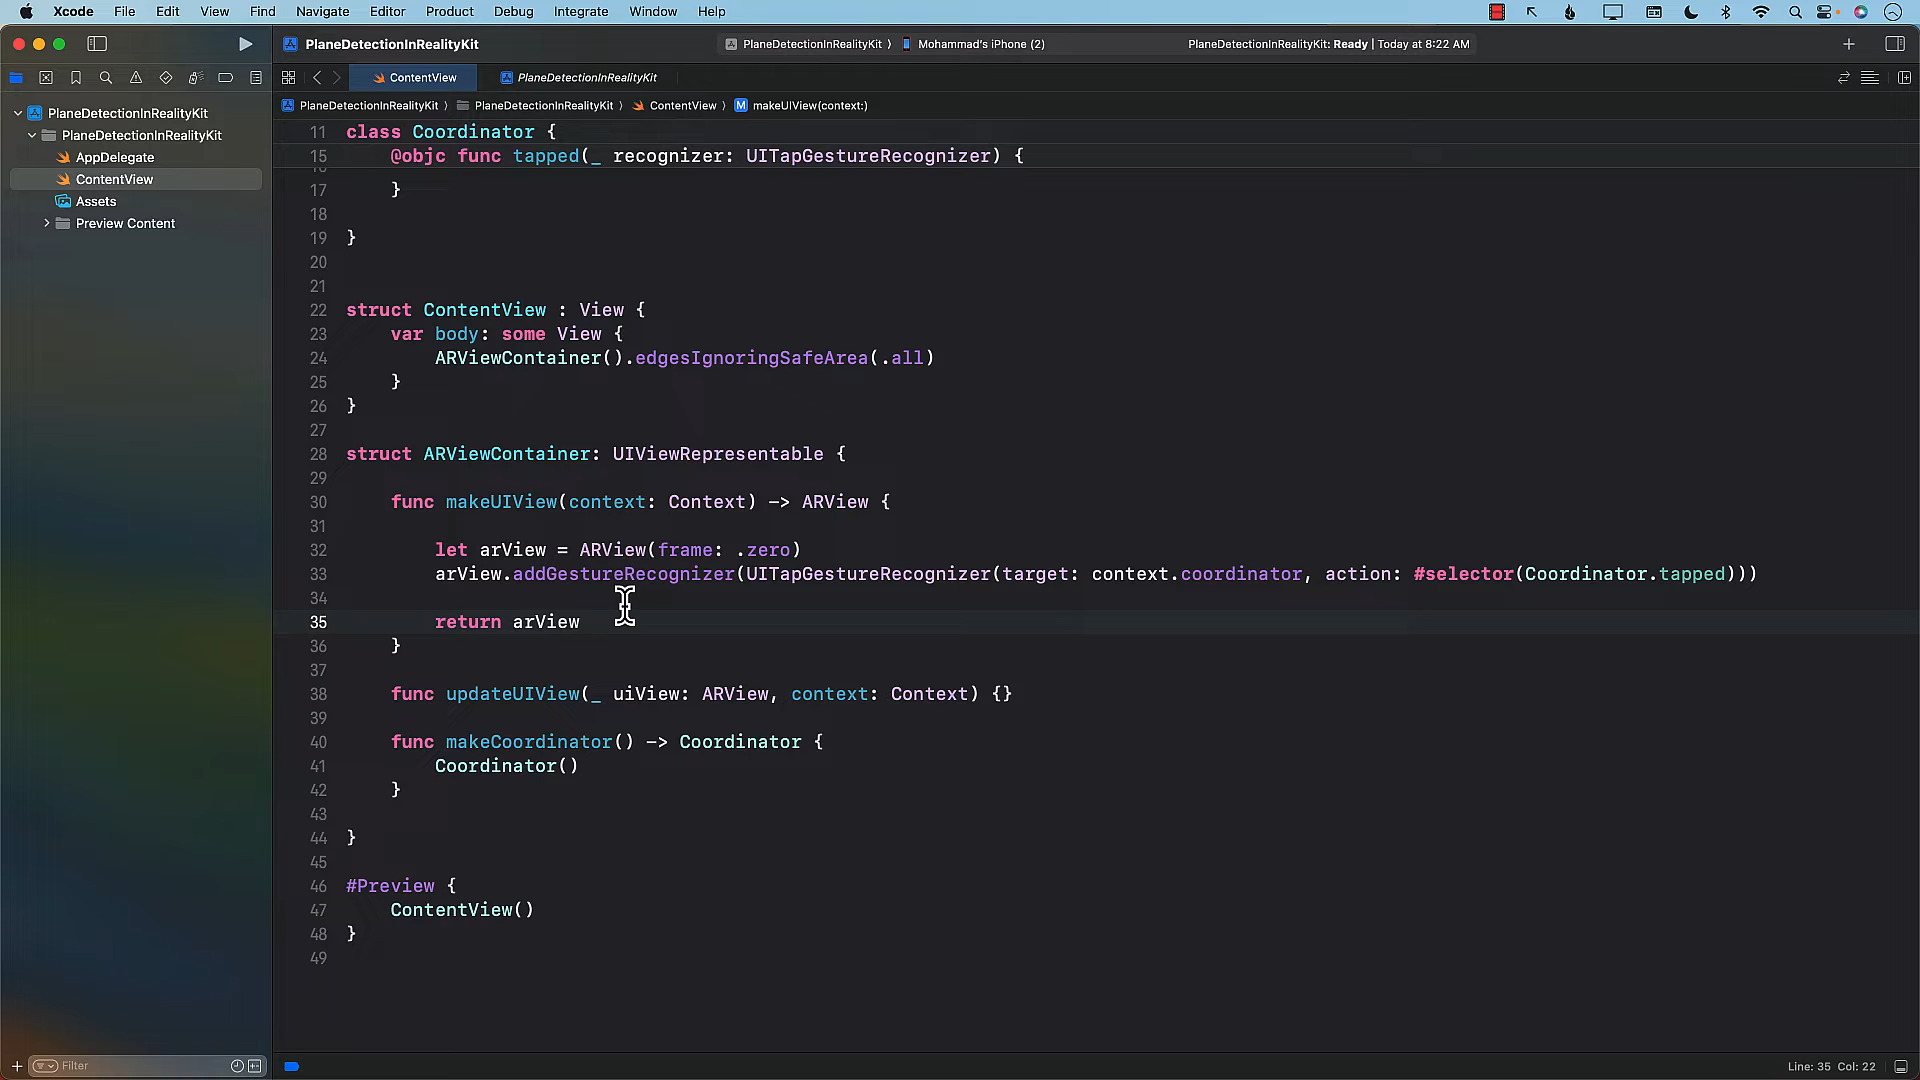 Xcode File Edit View Find Navigate Editor Product Debug Integrate Window Help
PlaneDetectionInRealityKit
PlaneDetectionInRealityKit 〉 Mohammad's iPhone (2)
PlaneDetectionInRealityKit: Ready | Today at 8:22 AM
ContentView
PlaneDetectionInRealityKit
PlaneDetectionInRealityKit 〉 PlaneDetectionInRealityKit 〉 ContentView 〉 M makeUIView(context:)
PlaneDetectionInRealityKit
PlaneDetectionInRealityKit
AppDelegate
ContentView
Assets
Preview Content
11 class Coordinator {
15 @objc func tapped(_ recognizer: UITapGestureRecognizer) {
17 }
18
19 }
20
21
22 struct ContentView : View {
23 var body: some View {
24 ARViewContainer().edgesIgnoringSafeArea(.all)
25 }
26 }
27
28 struct ARViewContainer: UIViewRepresentable {
29
30 func makeUIView(context: Context) -> ARView {
31
32 let arView = ARView(frame: .zero)
33 arView.addGestureRecognizer(UITapGestureRecognizer(target: context.coordinator, action: #selector(Coordinator.tapped)))
34
35 return arView
36 }
37
38 func updateUIView(_ uiView: ARView, context: Context) {}
39
40 func makeCoordinator() -> Coordinator {
41 Coordinator()
42 }
43
44 }
45
46 #Preview {
47 ContentView()
48 }
49
Filter
Line: 35 Col: 22